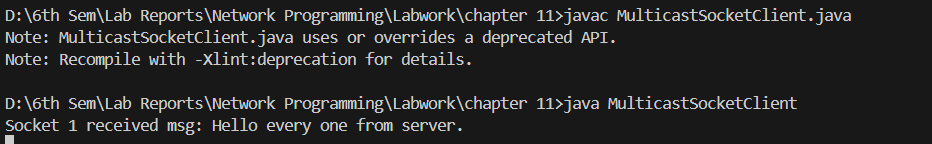 D:\6th Sem\Lab Reports\Network Programming\Labwork\chapter 11>javac MulticastSocketClient.java
Note: MulticastSocketClient.java uses or overrides a deprecated API.
Note: Recompile with -Xlint:deprecation for details.
D:\6th Sem\Lab Reports\Network Programming\Labwork\chapter 11>java MulticastSocketClient
Socket 1 received msg: Hello every one from server.